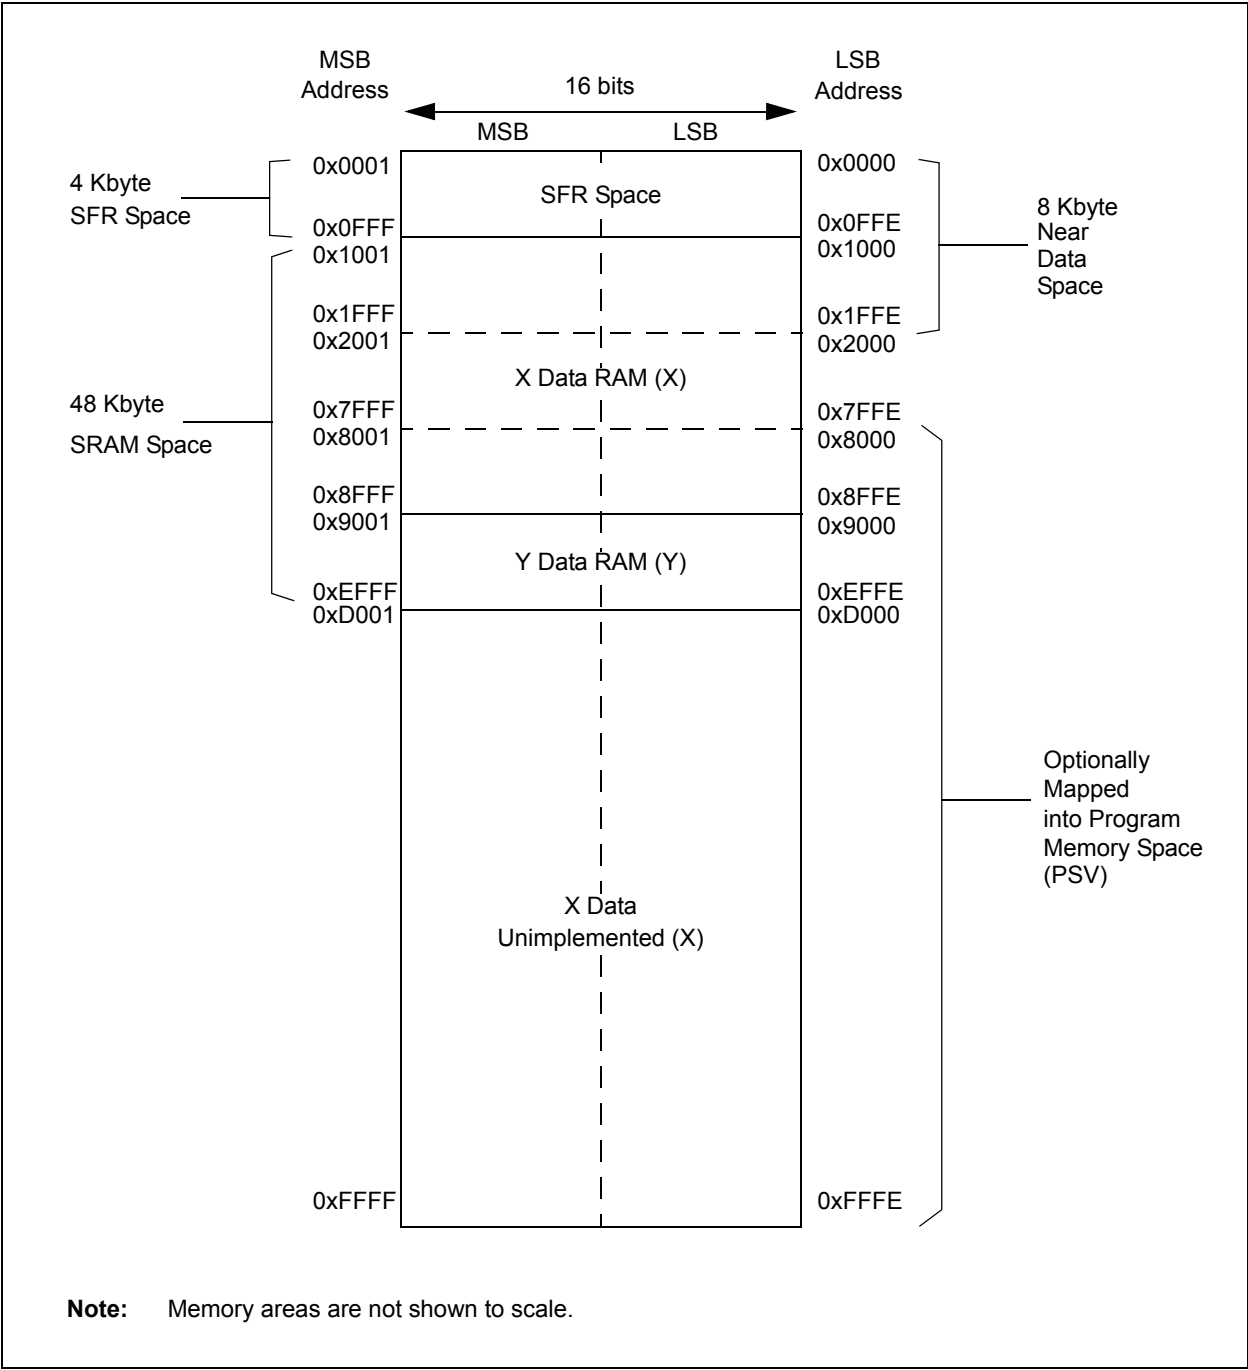 MSB
Address
16 bits
LSB
Address
MSB
LSB
4 Kbyte
SFR Space
0x0001
0x0FFF
0x1001
SFR Space
0x0000
0x0FFE
0x1000
8 Kbyte
Near
Data
Space
0x1FFF
0x2001
0x1FFE
0x2000
48 Kbyte
SRAM Space
X Data RAM (X)
0x7FFF
0x8001
0x7FFE
0x8000
0x8FFF
0x9001
0x8FFE
0x9000
Y Data RAM (Y)
0xEFFF
0xD001
0xEFFE
0xD000
Optionally
Mapped
into Program
Memory Space
(PSV)
X Data
Unimplemented (X)
0xFFFF
0xFFFE
Note: Memory areas are not shown to scale.